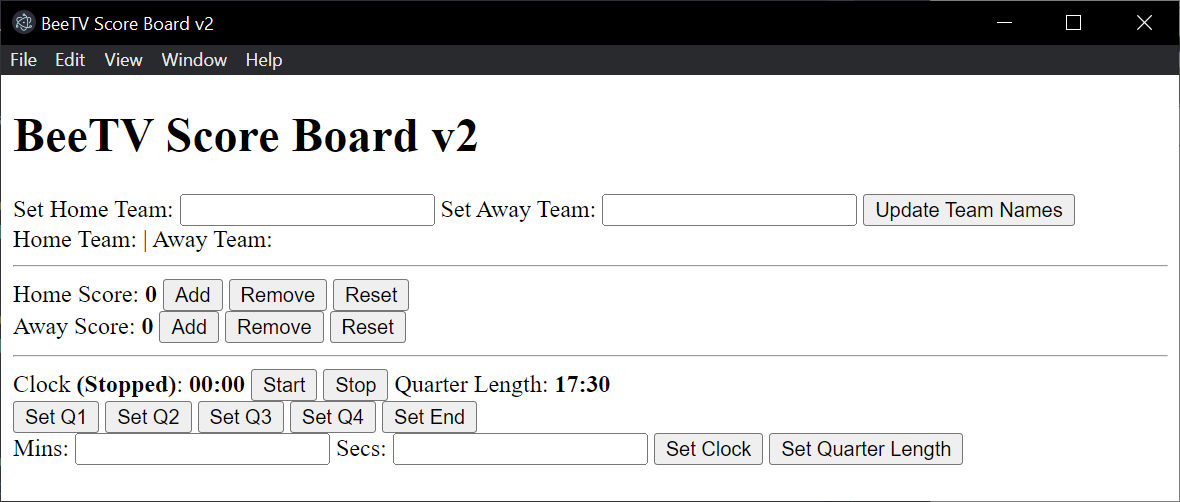 BeeTV Score Board v2
File Edit View Window Help
BeeTV Score Board v2
Set Home Team: Set Away Team: Update Team Names
Home Team: | Away Team:
Home Score: 0 Add Remove Reset
Away Score: 0 Add Remove Reset
Clock (Stopped): 00:00 Start Stop Quarter Length: 17:30
Set Q1 Set Q2 Set Q3 Set Q4 Set End
Mins: Secs: Set Clock Set Quarter Length